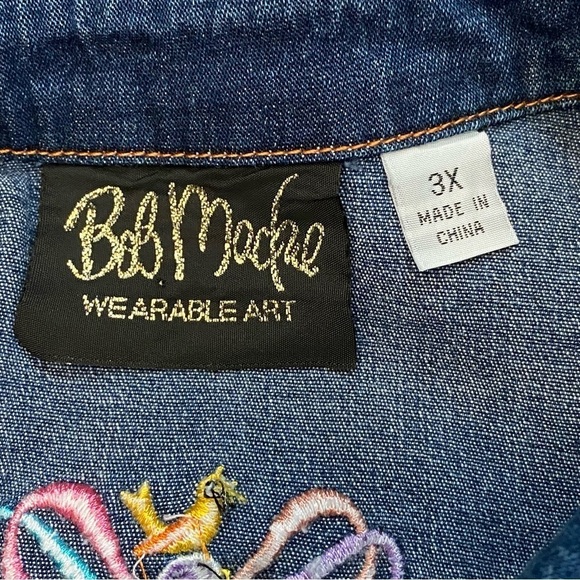 Bob Mackie
WEARABLE ART
3X
MADE IN
CHINA